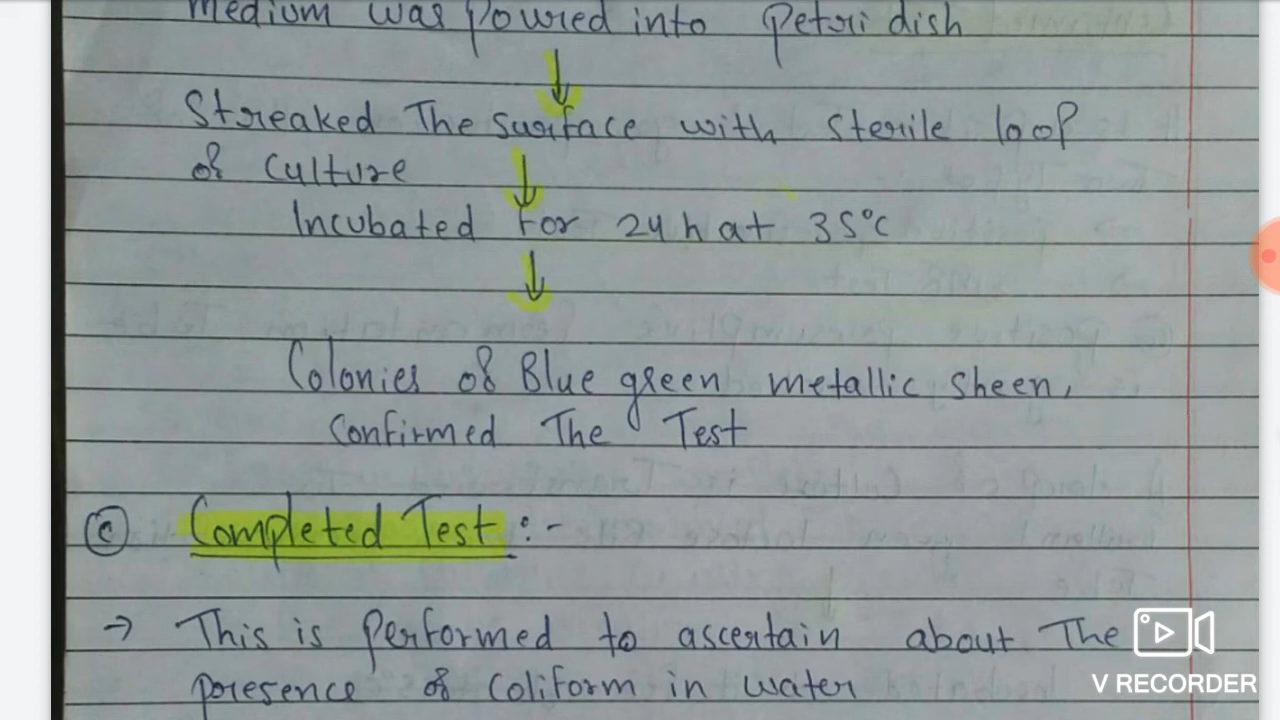 Medium was poured into Petri dish
Streaked The surface with sterile loop
of culture
Incubated for 24 h at 35°C
Colonies of Blue green metallic sheen,
confirmed The Test
c Completed Test :-
→ This is performed to ascertain about The
presence of coliform in water
V RECORDER